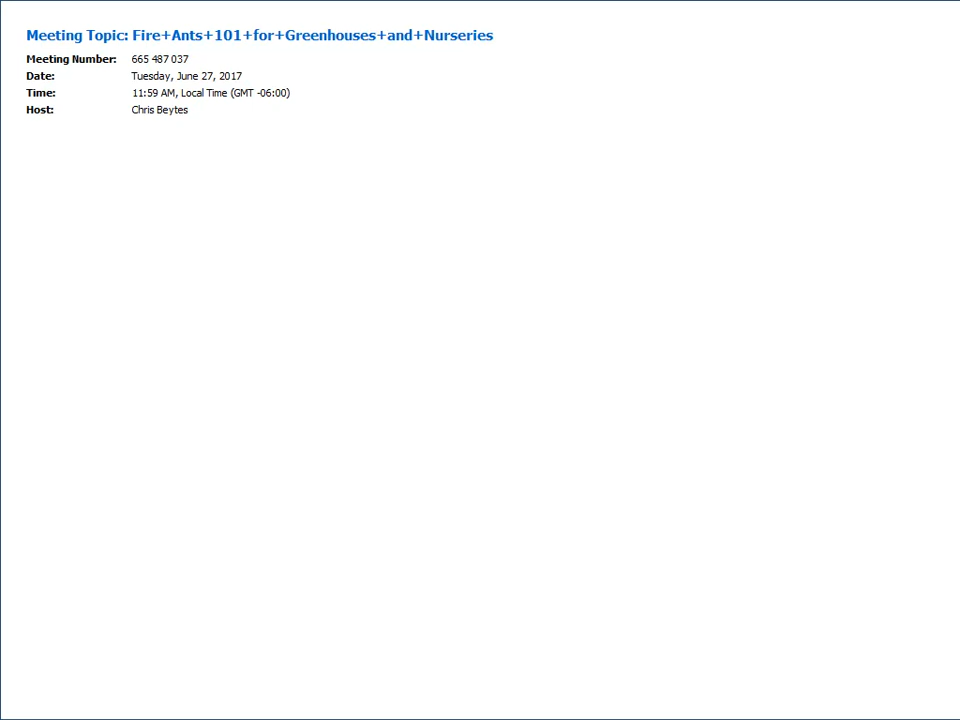 Meeting Topic: Fire+Ants+101+for+Greenhouses+and+Nurseries
Meeting Number: 665 487 037
Date: Tuesday, June 27, 2017
Time: 11:59 AM, Local Time (GMT -06:00)
Host: Chris Beytes